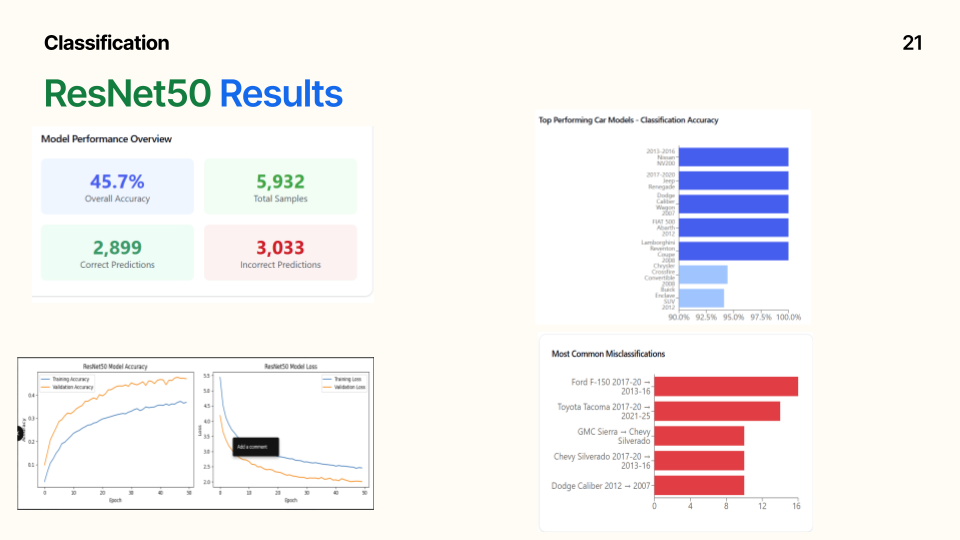 Classification
21
ResNet50 Results
Model Performance Overview
45.7%
Overall Accuracy
5,932
Total Samples
2,899
Correct Predictions
3,033
Incorrect Predictions
Top Performing Car Models - Classification Accuracy
2013-2016
Nissan
NV200
2017-2020
Jeep
Renegade
Dodge
Caliber
Wagon
2007
FIAT 500
Abarth
2012
Lamborghini
Reventon
Coupe
2008
Chrysler
Crossfire
Convertible
2008
Buick
Enclave
SUV
2012
90.0% 92.5% 95.0% 97.5% 100.0%
ResNet50 Model Accuracy
Training Accuracy
Validation Accuracy
0.4
0.3
0.2
0.1
0 10 20 30 40 50
Epoch
ResNet50 Model Loss
Training Loss
Validation Loss
5.5
5.0
4.5
4.0
3.5
3.0
2.5
2.0
Loss
Add a comment
0 10 20 30 40 50
Epoch
Most Common Misclassifications
Ford F-150 2017-20 →
2013-16
Toyota Tacoma 2017-20 →
2021-25
GMC Sierra → Chevy
Silverado
Chevy Silverado 2017-20 →
2013-16
Dodge Caliber 2012 → 2007
0 4 8 12 16